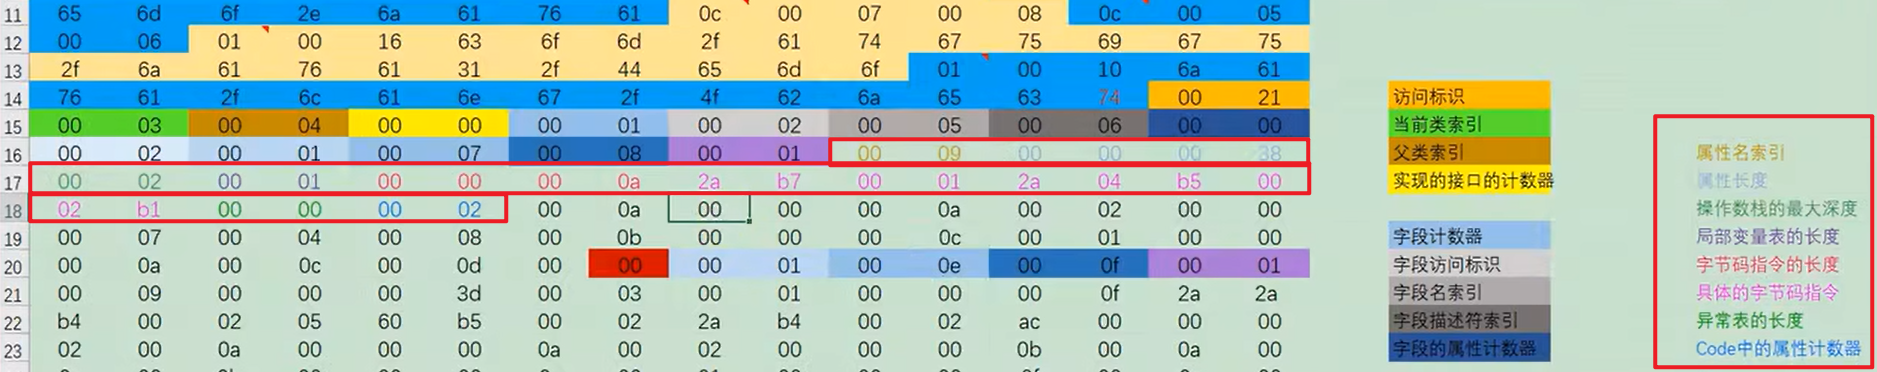 11 65 6d 6f 2e 6a 61 76 61 0c 00 07 00 08 0c 00 05
12 00 06 01 00 16 63 6f 6d 2f 61 74 67 75 69 67 75
13 2f 6a 61 76 61 31 2f 44 65 6d 6f 01 00 10 6a 61
14 76 61 2f 6c 61 6e 67 2f 4f 62 6a 65 63 74 00 21 访问标识
15 00 03 00 04 00 00 00 01 00 02 00 05 00 06 00 00 当前类索引
16 00 02 00 01 00 07 00 08 00 01 00 09 00 00 00 38 父类索引 属性名索引
17 00 02 00 01 00 00 00 0a 2a b7 00 01 2a 04 b5 00 实现的接口的计数器 属性长度
18 02 b1 00 00 00 02 00 0a 00 00 00 0a 00 02 00 00 操作数栈的最大深度
19 00 07 00 04 00 08 00 0b 00 00 00 0c 00 01 00 00 字段计数器 局部变量表的长度
20 00 0a 00 0c 00 0d 00 00 00 01 00 0e 00 0f 00 01 字段访问标识 字节码指令的长度
21 00 09 00 00 00 3d 00 03 00 01 00 00 00 0f 2a 2a 字段名索引 具体的字节码指令
22 b4 00 02 05 60 b5 00 02 2a b4 00 02 ac 00 00 00 字段描述符索引 异常表的长度
23 02 00 0a 00 00 00 0a 00 02 00 00 00 0b 00 0a 00 字段的属性计数器 Code中的属性计数器